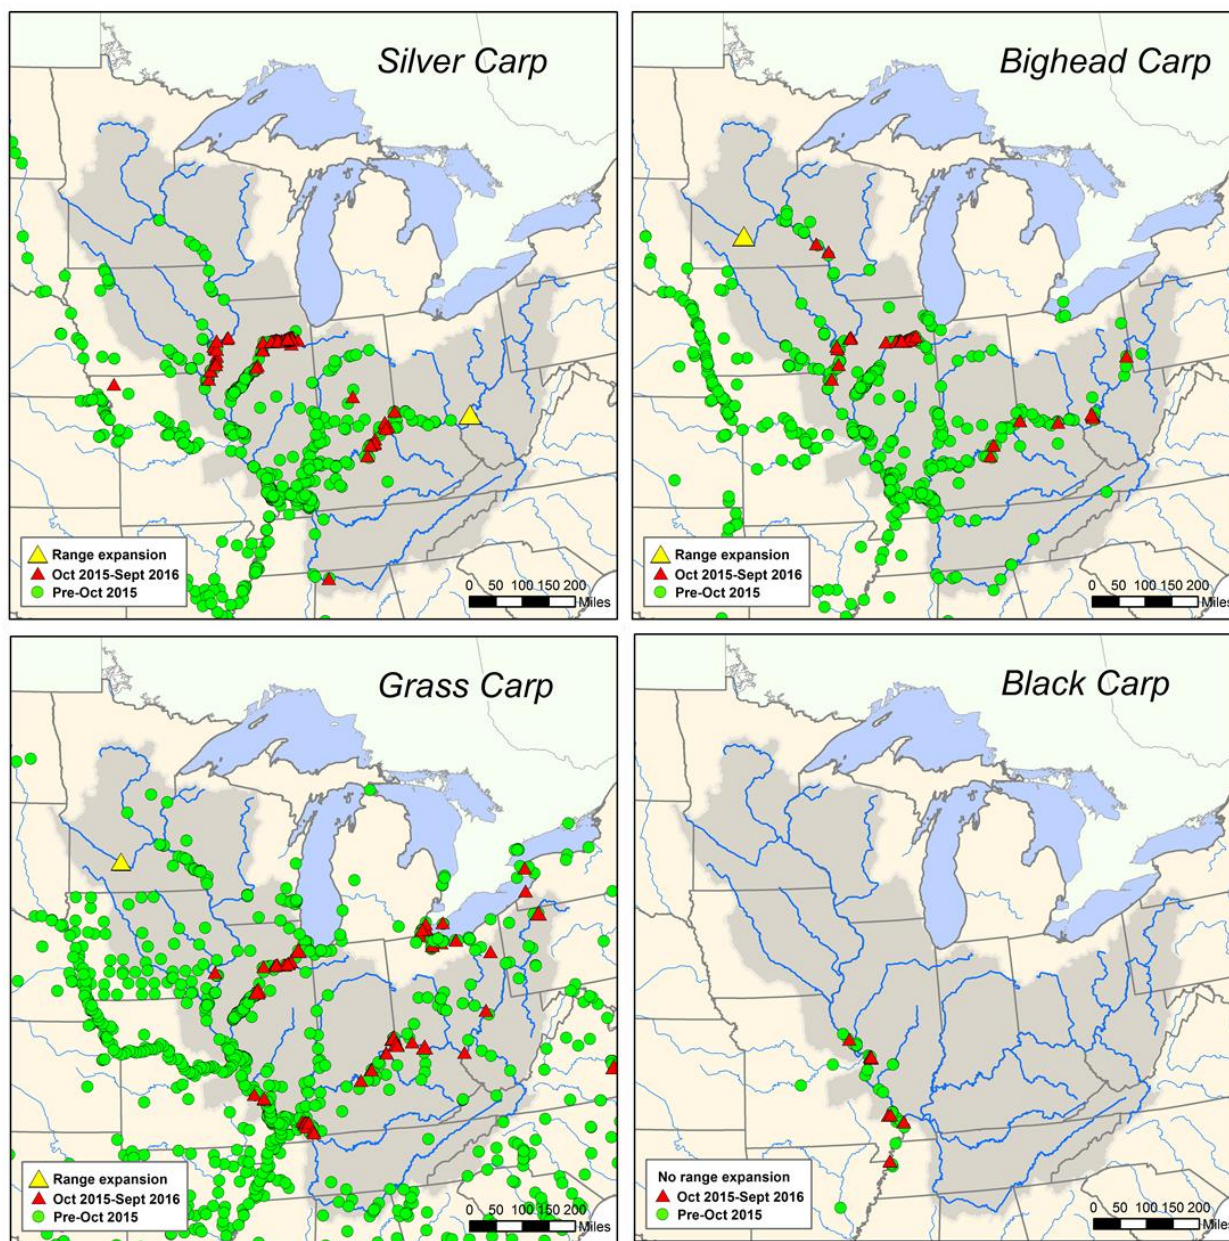 Silver Carp
Range expansion
Oct 2015-Sept 2016
Pre-Oct 2015
0 50 100 150 200
Miles
Bighead Carp
Range expansion
Oct 2015-Sept 2016
Pre-Oct 2015
0 50 100 150 200
Miles
Grass Carp
Range expansion
Oct 2015-Sept 2016
Pre-Oct 2015
0 50 100 150 200
Miles
Black Carp
No range expansion
Oct 2015-Sept 2016
Pre-Oct 2015
0 50 100 150 200
Miles